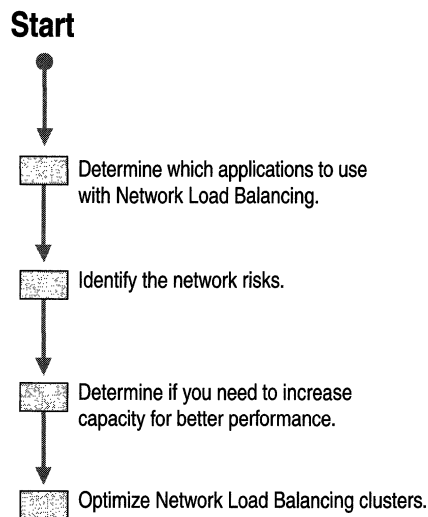 Start
Determine which applications to use
with Network Load Balancing.
Identify the network risks.
Determine if you need to increase
capacity for better performance.
Optimize Network Load Balancing clusters.